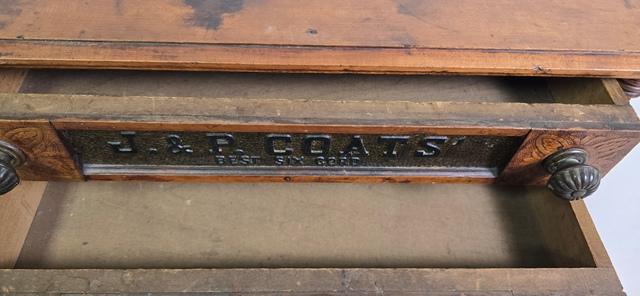 J. & P. COATS'
BEST SIX CORD